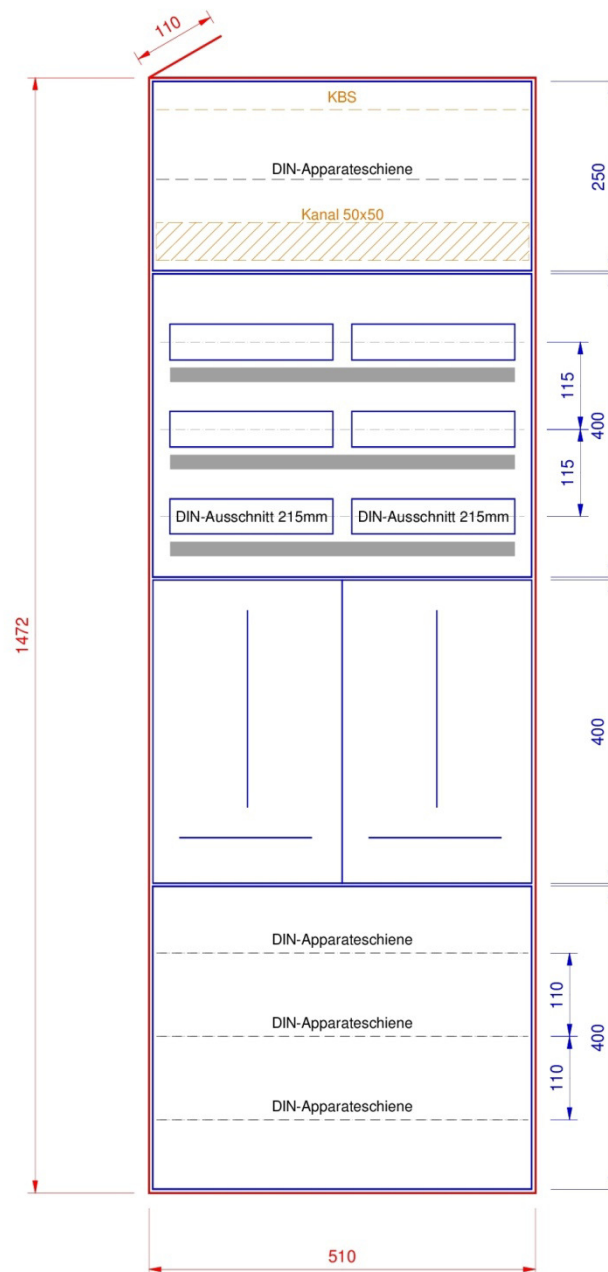 110
KBS
DIN-Apparateschiene
250
Kanal 50x50
115
400
115
DIN-Ausschnitt 215mm DIN-Ausschnitt 215mm
1472
400
DIN-Apparateschiene
110
DIN-Apparateschiene
400
110
DIN-Apparateschiene
510